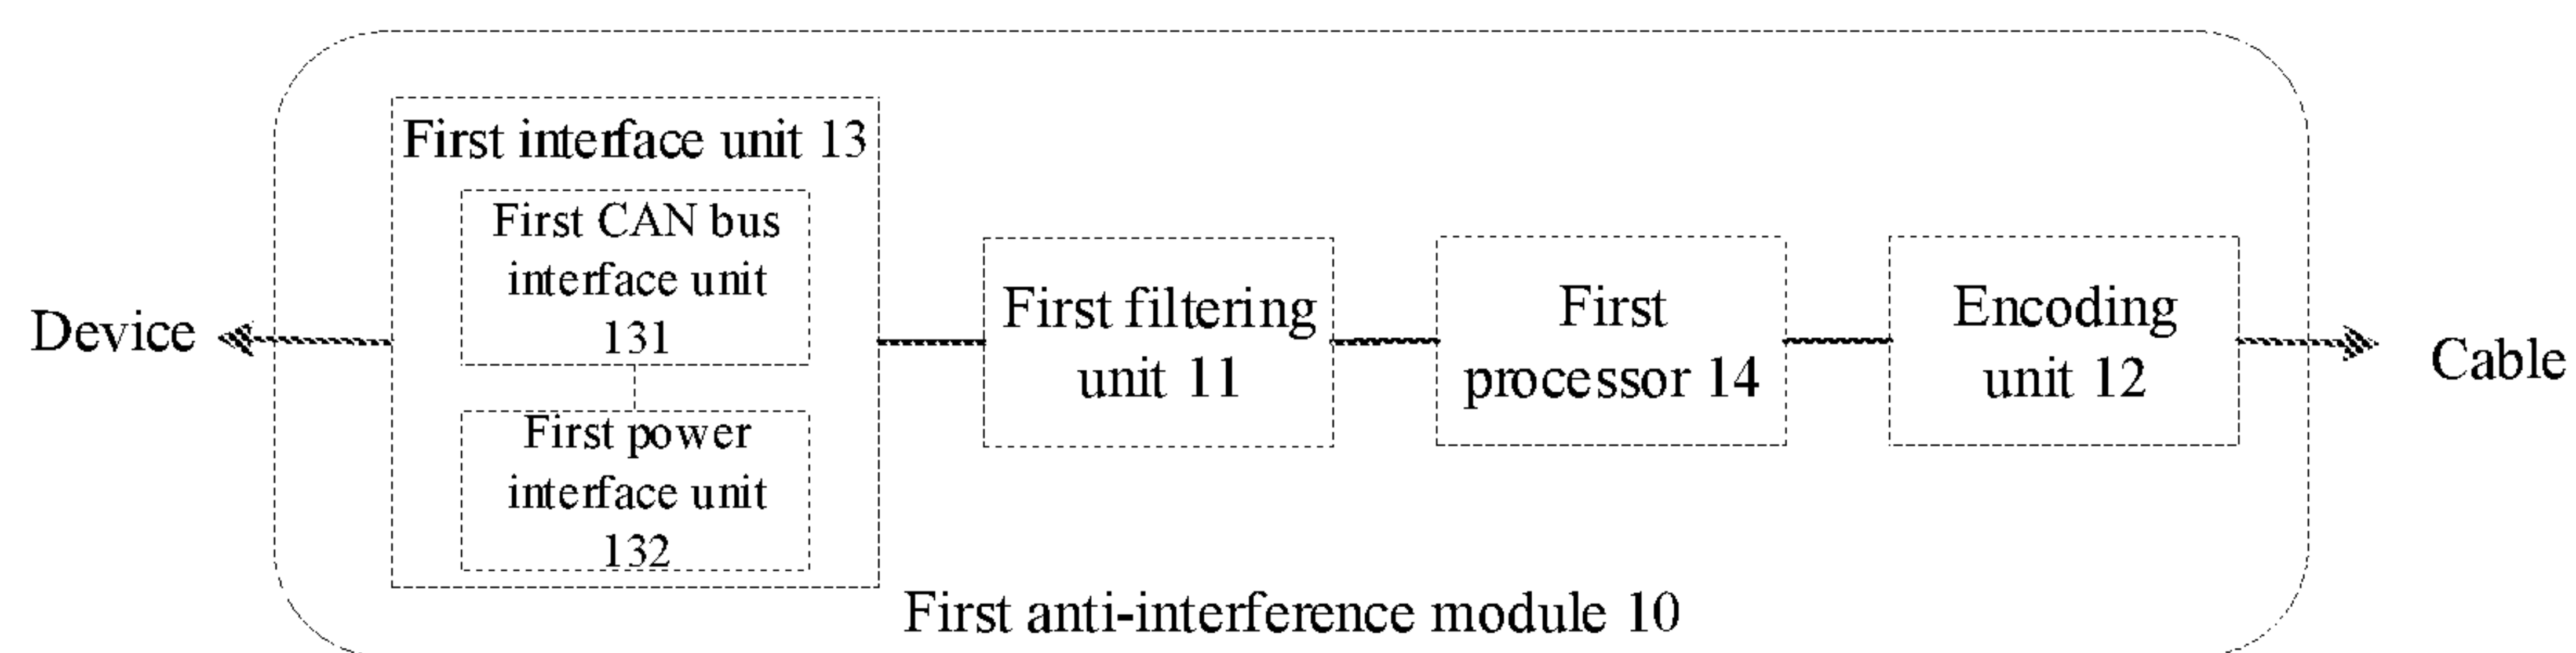 Device
First interface unit 13
First CAN bus
interface unit
131
First power
interface unit
132
First filtering
unit 11
First
processor 14
Encoding
unit 12
Cable
First anti-interference module 10